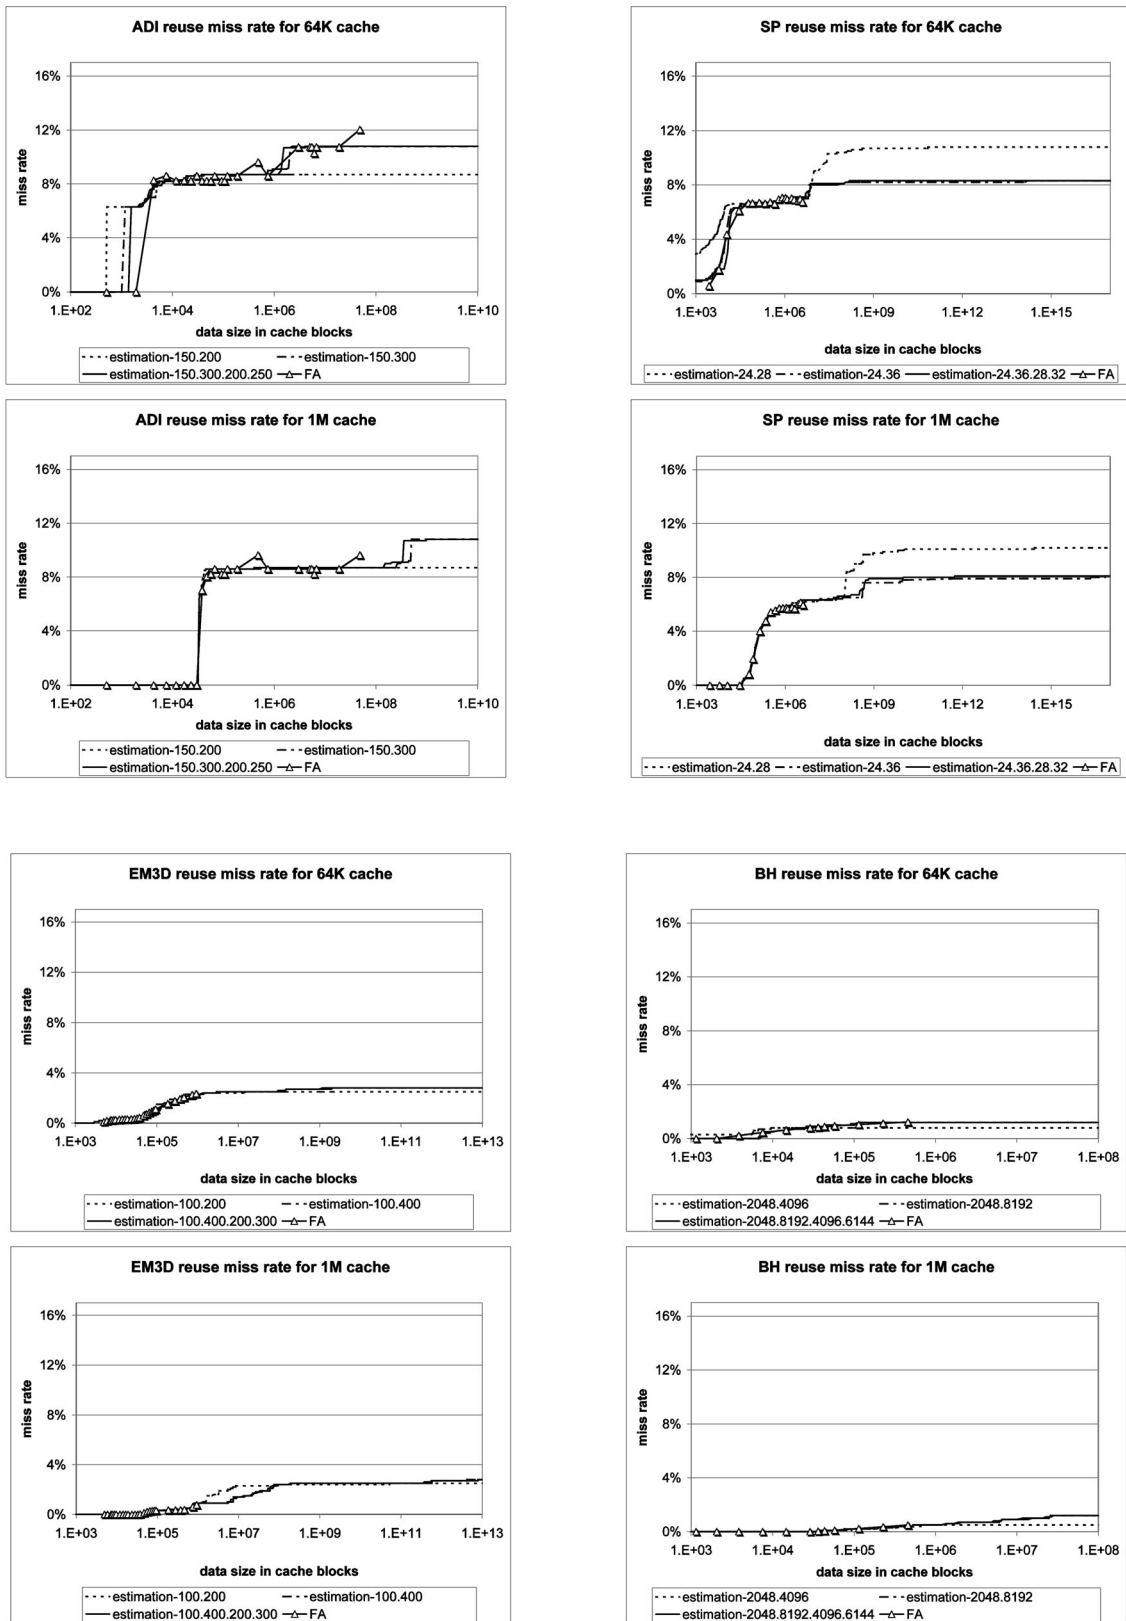 ADI reuse miss rate for 64K cache
16%
12%
8%
4%
0%
miss rate
1.E+02 1.E+04 1.E+06 1.E+08 1.E+10
data size in cache blocks
estimation-150.200 estimation-150.300
estimation-150.300.200.250 FA
SP reuse miss rate for 64K cache
16%
12%
8%
4%
0%
miss rate
1.E+03 1.E+06 1.E+09 1.E+12 1.E+15
data size in cache blocks
estimation-24.28 estimation-24.36 estimation-24.36.28.32 FA
ADI reuse miss rate for 1M cache
16%
12%
8%
4%
0%
miss rate
1.E+02 1.E+04 1.E+06 1.E+08 1.E+10
data size in cache blocks
estimation-150.200 estimation-150.300
estimation-150.300.200.250 FA
SP reuse miss rate for 1M cache
16%
12%
8%
4%
0%
miss rate
1.E+03 1.E+06 1.E+09 1.E+12 1.E+15
data size in cache blocks
estimation-24.28 estimation-24.36 estimation-24.36.28.32 FA
EM3D reuse miss rate for 64K cache
16%
12%
8%
4%
0%
miss rate
1.E+03 1.E+05 1.E+07 1.E+09 1.E+11 1.E+13
data size in cache blocks
estimation-100.200 estimation-100.400
estimation-100.400.200.300 FA
BH reuse miss rate for 64K cache
16%
12%
8%
4%
0%
miss rate
1.E+03 1.E+04 1.E+05 1.E+06 1.E+07 1.E+08
data size in cache blocks
estimation-2048.4096 estimation-2048.8192
estimation-2048.8192.4096.6144 FA
EM3D reuse miss rate for 1M cache
16%
12%
8%
4%
0%
miss rate
1.E+03 1.E+05 1.E+07 1.E+09 1.E+11 1.E+13
data size in cache blocks
estimation-100.200 estimation-100.400
estimation-100.400.200.300 FA
BH reuse miss rate for 1M cache
16%
12%
8%
4%
0%
miss rate
1.E+03 1.E+04 1.E+05 1.E+06 1.E+07 1.E+08
data size in cache blocks
estimation-2048.4096 estimation-2048.8192
estimation-2048.8192.4096.6144 FA